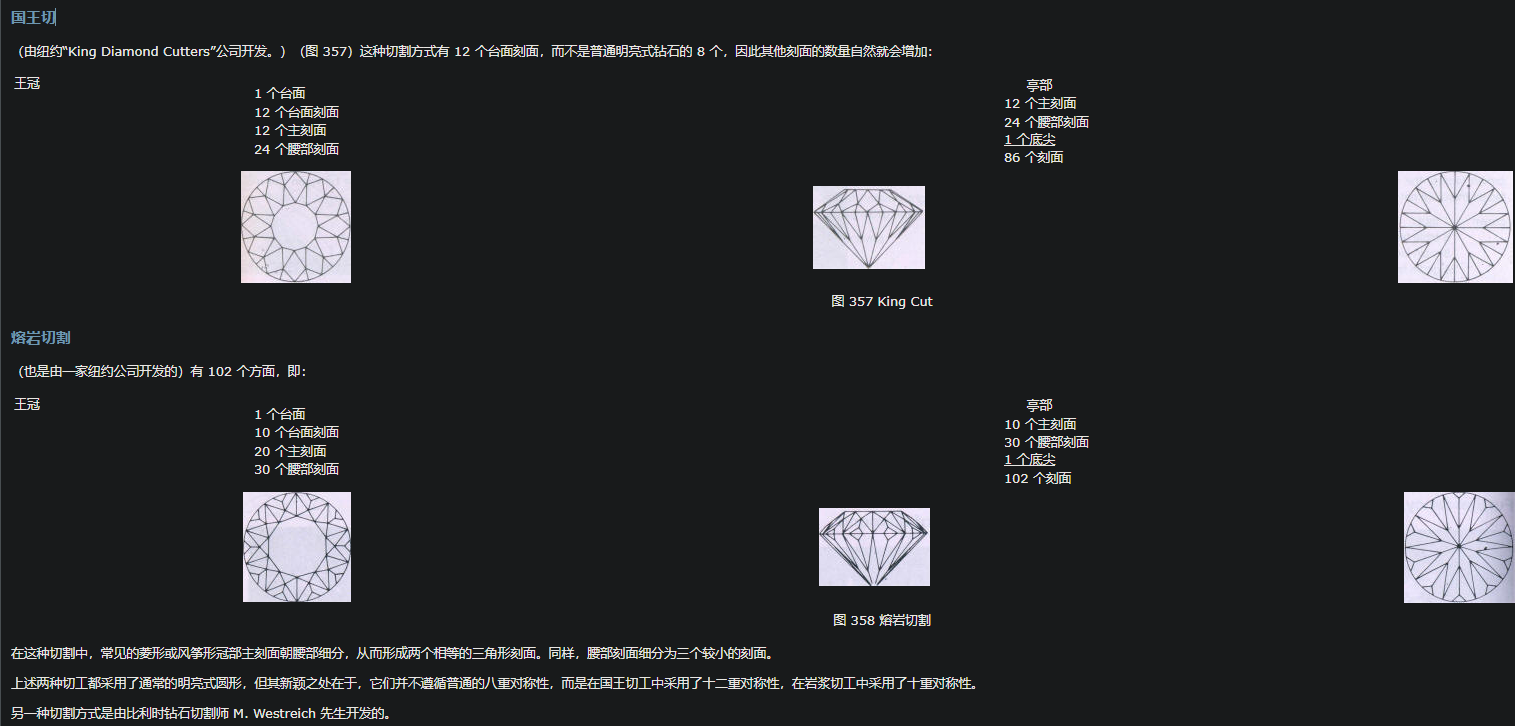 国王切
（由纽约“King Diamond Cutters”公司开发。）（图 357）这种切割方式有 12 个台面刻面，而不是普通明亮式钻石的 8 个，因此其他刻面的数量自然就会增加：
王冠
1 个台面
12 个台面刻面
12 个主刻面
24 个腰部刻面
亭部
12 个主刻面
24 个腰部刻面
1 个底尖
86 个刻面
图 357 King Cut
熔岩切割
（也是由一家纽约公司开发的）有 102 个方面，即：
王冠
1 个台面
10 个台面刻面
20 个主刻面
30 个腰部刻面
亭部
10 个主刻面
30 个腰部刻面
1 个底尖
102 个刻面
图 358 熔岩切割
在这种切割中，常见的菱形或风筝形冠部主刻面朝腰部细分，从而形成两个相等的三角形刻面。同样，腰部刻面细分为三个较小的刻面。
上述两种切工都采用了通常的明亮式圆形，但其新颖之处在于，它们并不遵循普通的八重对称性，而是在国王切工中采用了十二重对称性，在岩浆切工中采用了十重对称性。
另一种切割方式是由比利时钻石切割师 M. Westreich 先生开发的。